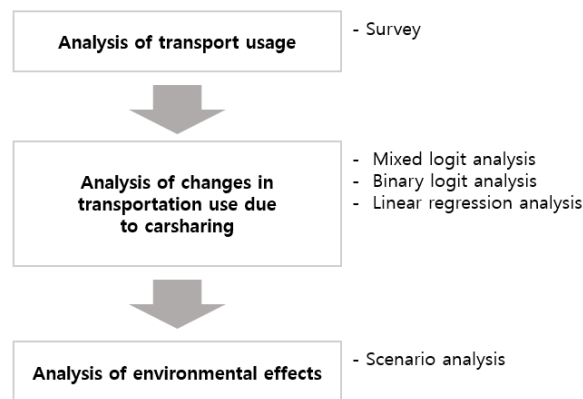 Analysis of transport usage
- Survey
Analysis of changes in
transportation use due
to carsharing
- Mixed logit analysis
- Binary logit analysis
- Linear regression analysis
Analysis of environmental effects
- Scenario analysis